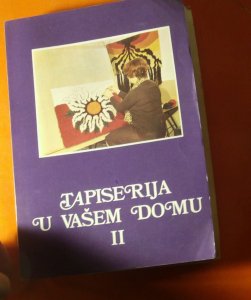 TAPISERIJA
U VAŠEM DOMU
II